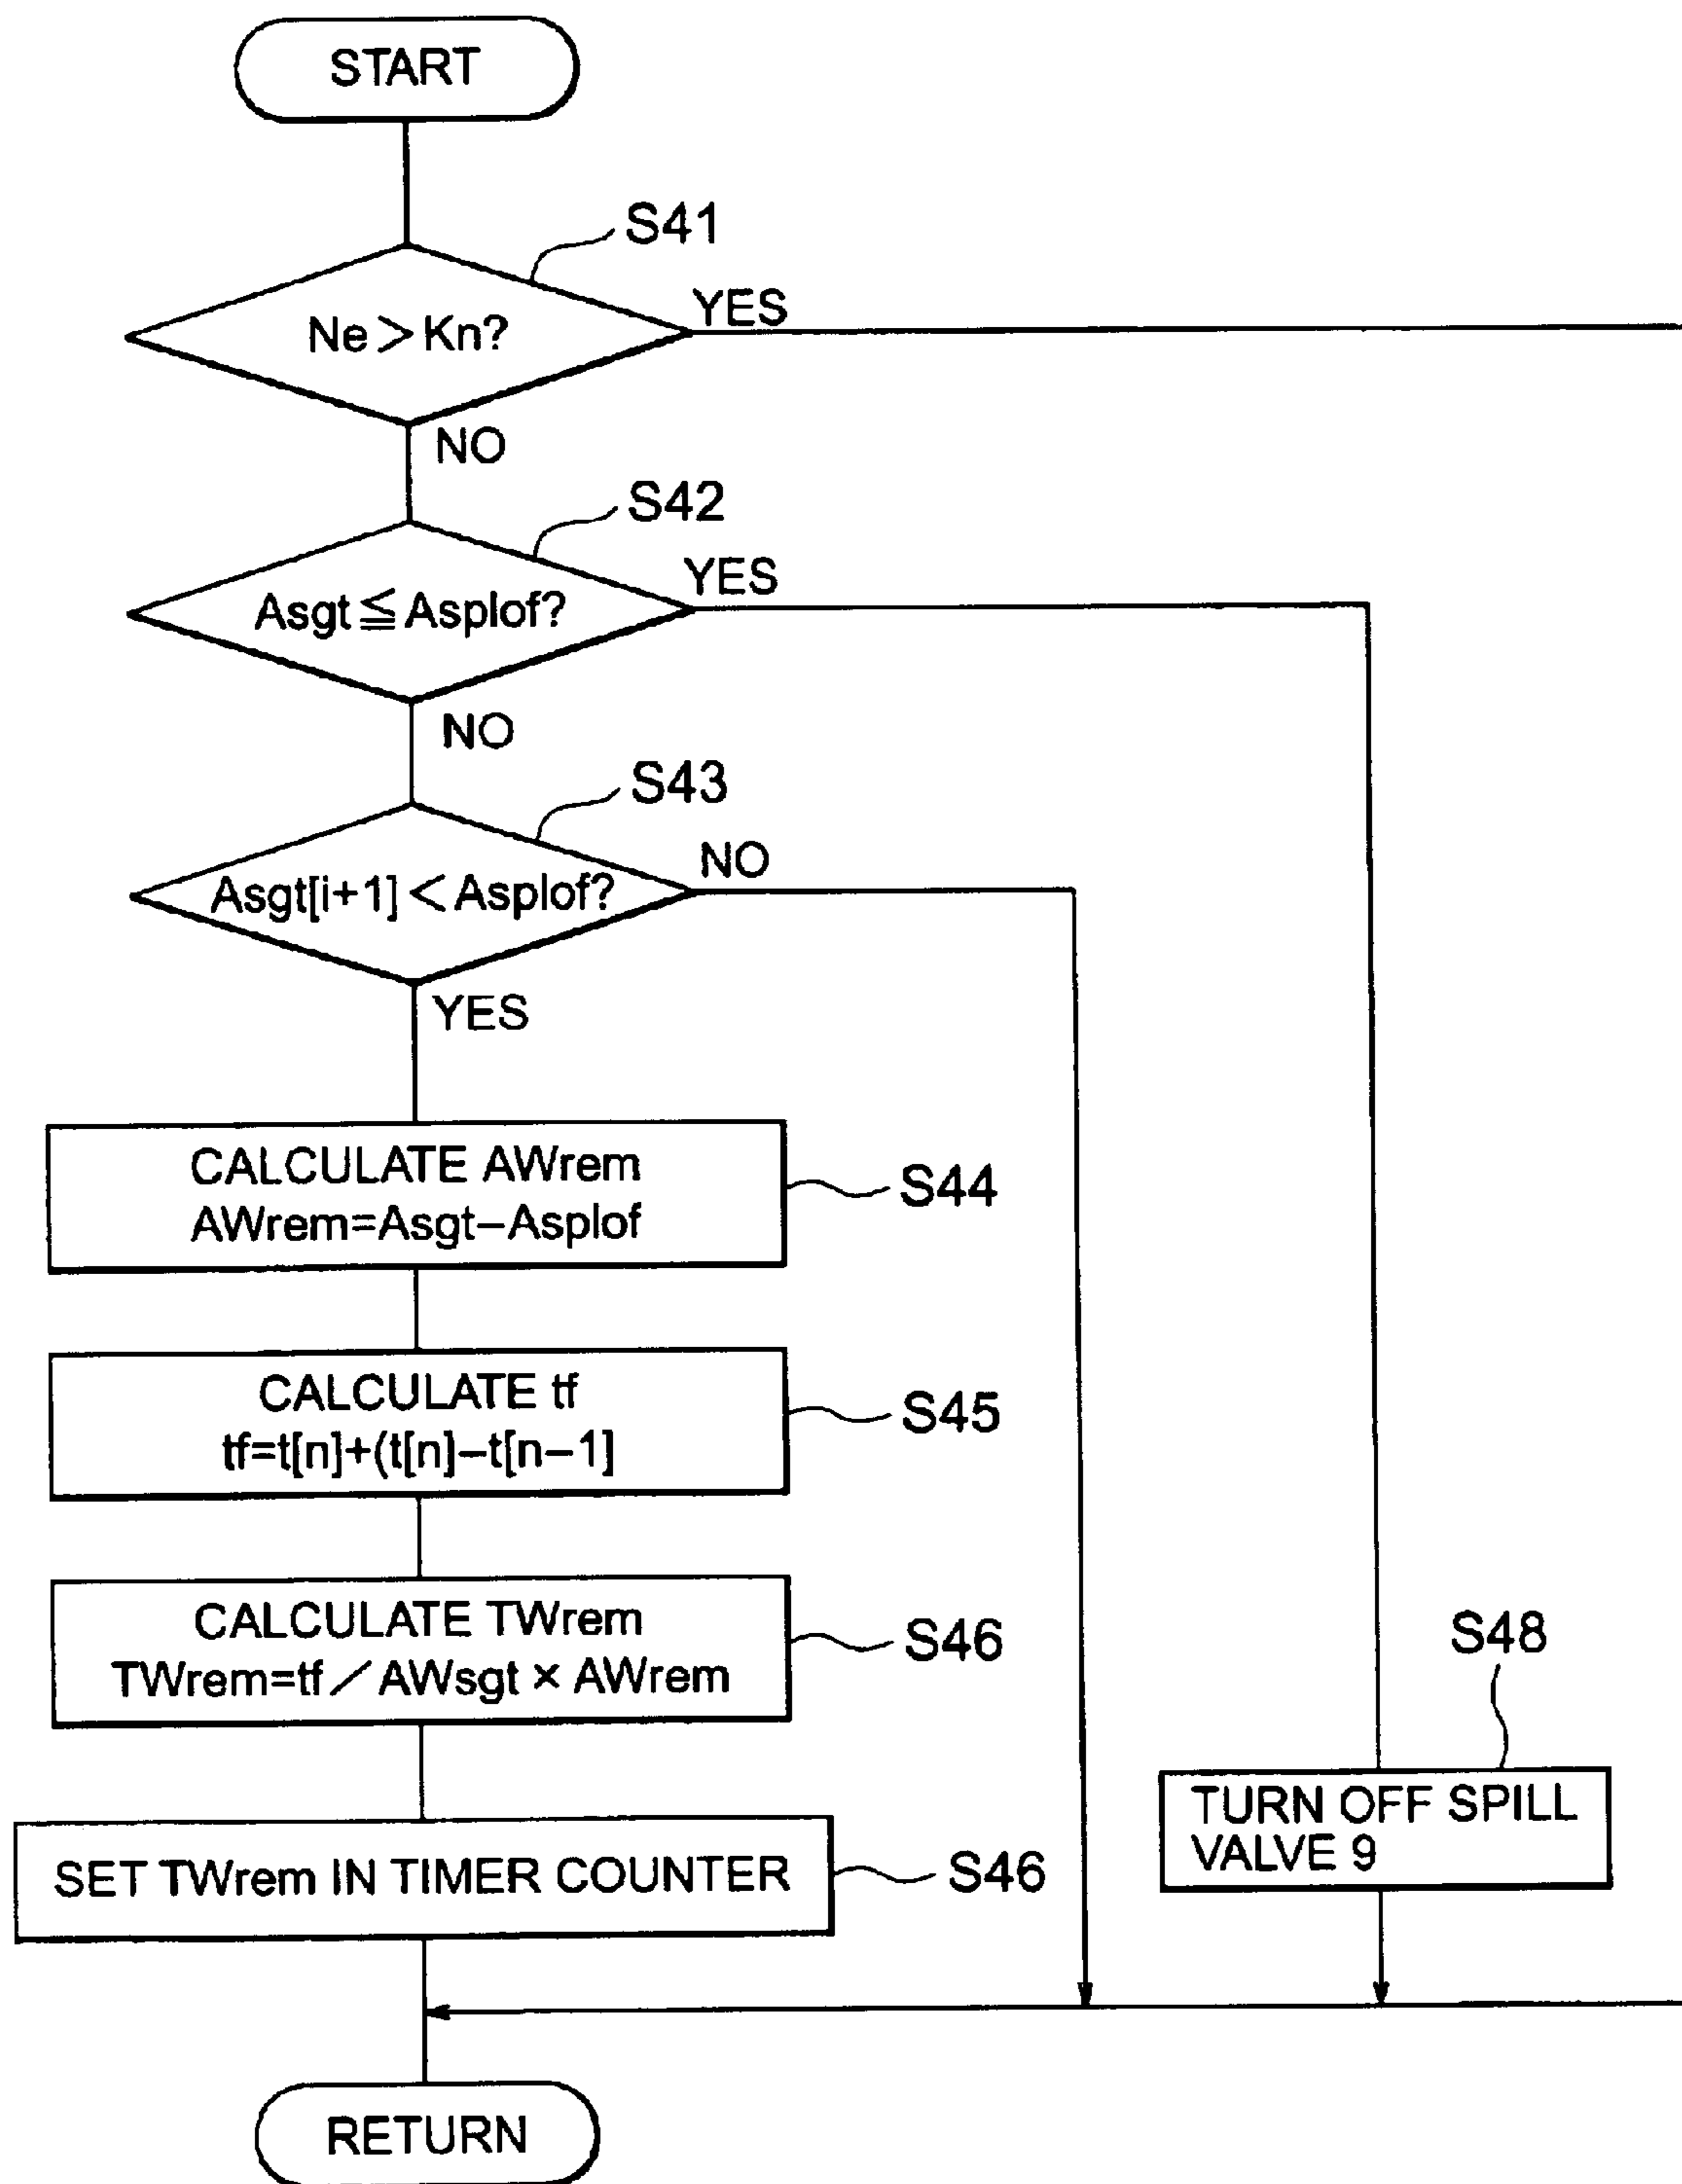 START
S41
Ne>Kn?
YES
NO
S42
Asgt≦Asplof?
YES
NO
S43
Asgt[i+1]<Asplof?
NO
YES
CALCULATE AWrem
AWrem=Asgt−Asplof
S44
CALCULATE tf
tf=t[n]+(t[n]−t[n−1]
S45
CALCULATE TWrem
TWrem=tf／AWsgt × AWrem
S46
S48
TURN OFF SPILL
VALVE 9
SET TWrem IN TIMER COUNTER
S46
RETURN